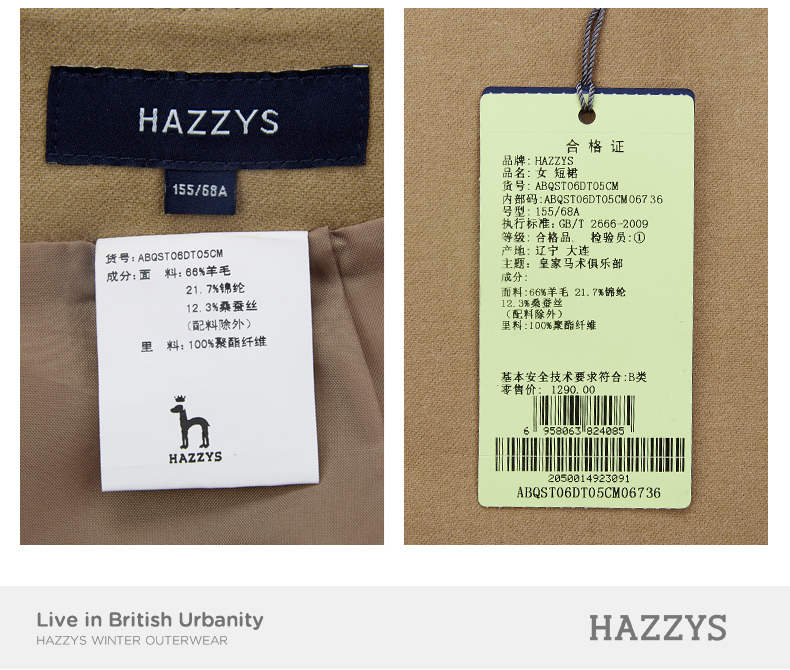 HAZZYS
155/68A
货号: ABQST06DT05CM
成分: 面 料: 66%羊毛
21.7%锦纶
12.3%桑蚕丝
(配料除外)
里 料: 100%聚酯纤维
HAZZYS
合格证
品牌: HAZZYS
品名: 女 短裙
货号: ABQST06DT05CM
内部码: ABQST06DT05CM06736
号型: 155/68A
执行标准: GB/T 2666-2009
等级: 合格品. 检验员:①
产地: 辽宁 大连
主题: 皇家马术俱乐部
成分:
面料:66%羊毛 21.7%锦纶
12.3%桑蚕丝
(配料除外)
里料:100%聚酯纤维
基本安全技术要求符合:B类
零售价: 1290.00
6 958063 824085
2050014923091
ABQST06DT05CM06736
Live in British Urbanity
HAZZYS WINTER OUTERWEAR
HAZZYS